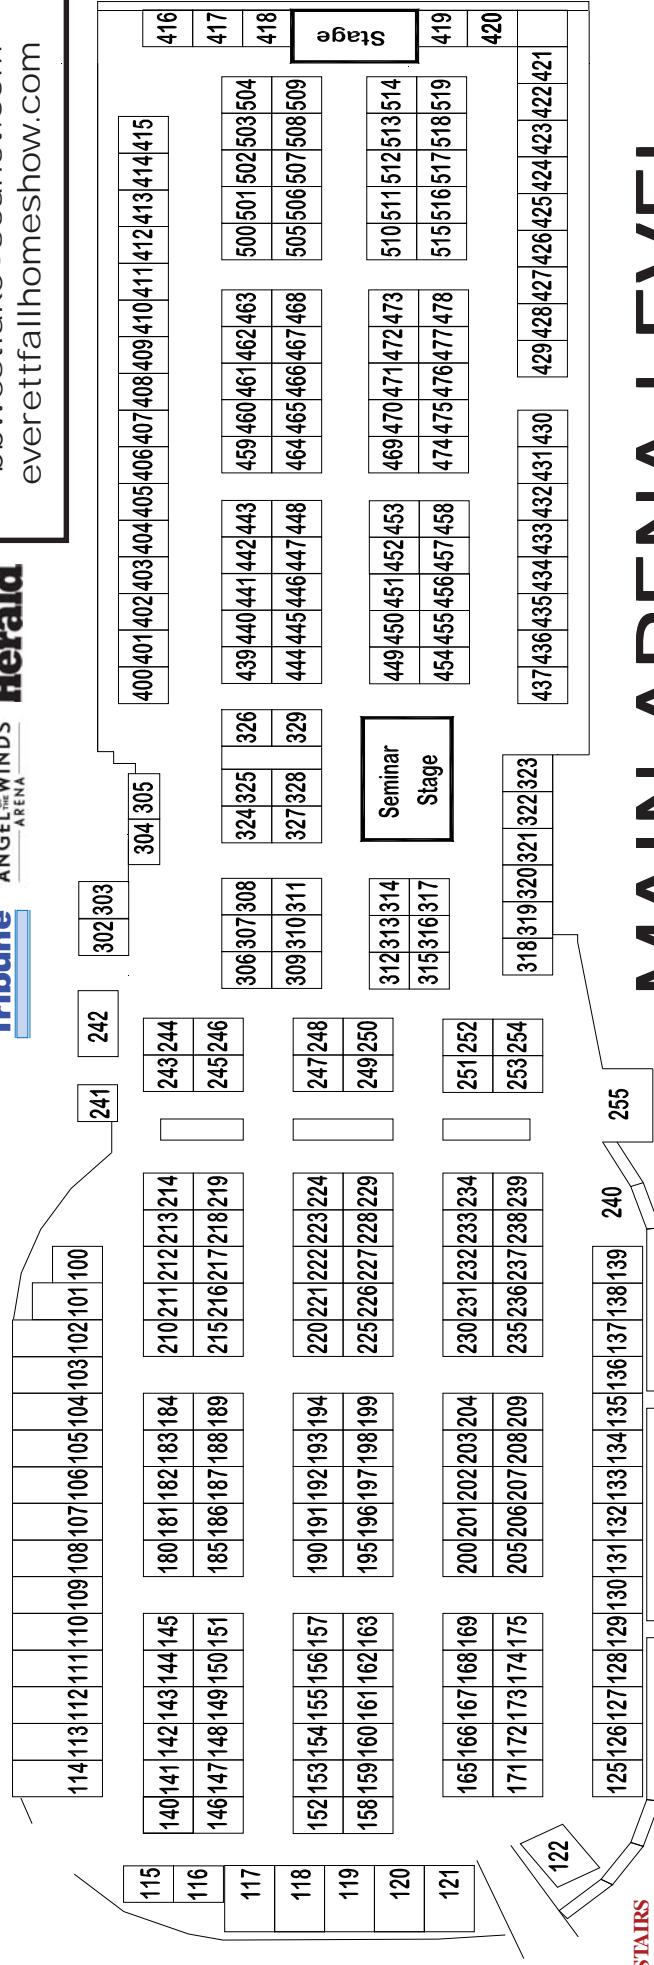 everettfallhomeshow.com
Tribune
ANGEL OF THE WINDS
ARENA
Herald
114 113 112 111 110 109 108 107 106 105 104 103 102 101 100
241 242 302 303
304 305
400 401 402 403 404 405 406 407 408 409 410 411 412 413 414 415
115
140 141 142 143 144 145 180 181 182 183 184 210 211 212 213 214 243 244
416
116
146 147 148 149 150 151 185 186 187 188 189 215 216 217 218 219 245 246
417
117
306 307 308 324 325 326 439 440 441 442 443 459 460 461 462 463 500 501 502 503 504
418
118
309 310 311 327 328 329 444 445 446 447 448 464 465 466 467 468 505 506 507 508 509
152 153 154 155 156 157 190 191 192 193 194 220 221 222 223 224 247 248
119
Stage
158 159 160 161 162 163 195 196 197 198 199 225 226 227 228 229 249 250
312 313 314
Seminar
449 450 451 452 453 469 470 471 472 473 510 511 512 513 514
120
315 316 317
Stage
454 455 456 457 458 474 475 476 477 478 515 516 517 518 519
419
121
165 166 167 168 169 200 201 202 203 204 230 231 232 233 234 251 252
420
171 172 173 174 175 205 206 207 208 209 235 236 237 238 239 253 254
318 319 320 321 322 323
437 436 435 434 433 432 431 430 429 428 427 426 425 424 423 422 421
122
125 126 127 128 129 130 131 132 133 134 135 136 137 138 139 240 255
STAIRS
MAIN ARENA LEVEL